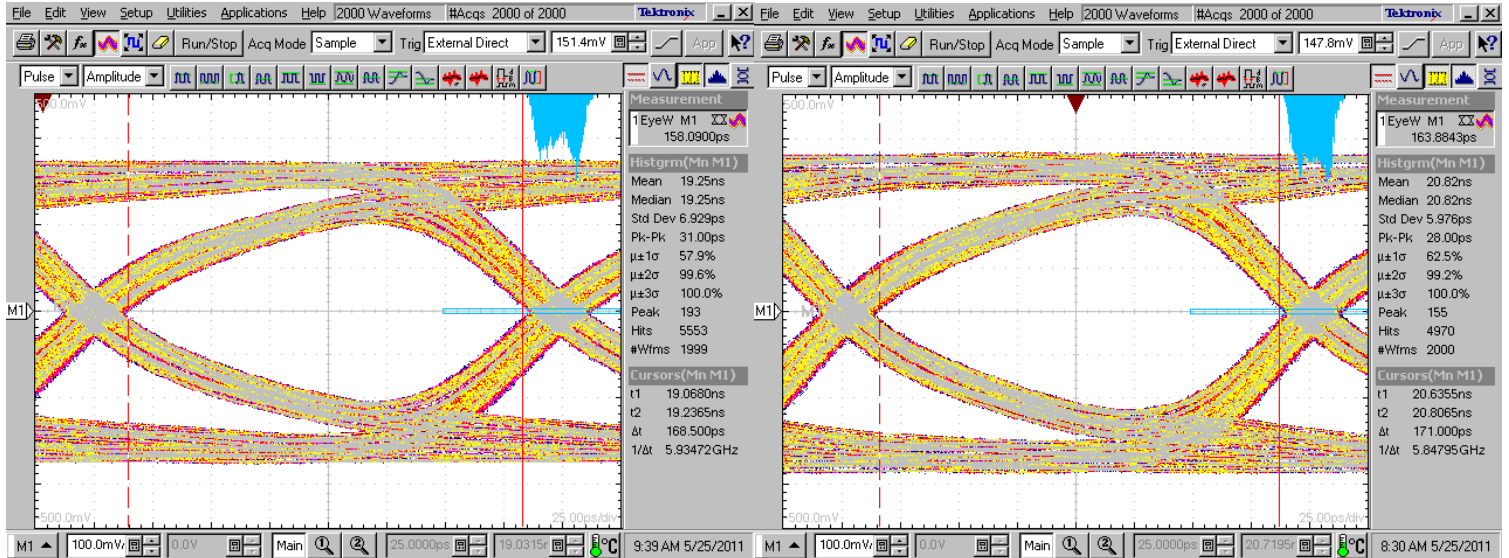 File Edit View Setup Utilities Applications Help 2000 Waveforms #Acqs 2000 of 2000 Tektronix
Run/Stop Acq Mode Sample Trig External Direct 151.4mV App
Pulse Amplitude
500.0mV
Measurement
1 EyeW M1
158.0900ps
Histgrm(Mn M1)
Mean 19.25ns
Median 19.25ns
Std Dev 6.929ps
Pk-Pk 31.00ps
µ±1σ 57.9%
µ±2σ 99.6%
µ±3σ 100.0%
Peak 193
Hits 5553
#Wfms 1999
Cursors(Mn M1)
t1 19.0680ns
t2 19.2365ns
Δt 168.500ps
1/Δt 5.93472GHz
M1
-500.0mV 25.00ps/div
M1 100.0mV/ 0.0V Main 25.0000ps 19.0315n °C 9:39 AM 5/25/2011
File Edit View Setup Utilities Applications Help 2000 Waveforms #Acqs 2000 of 2000 Tektronix
Run/Stop Acq Mode Sample Trig External Direct 147.8mV App
Pulse Amplitude
500.0mV
Measurement
1 EyeW M1
163.8843ps
Histgrm(Mn M1)
Mean 20.82ns
Median 20.82ns
Std Dev 5.976ps
Pk-Pk 28.00ps
µ±1σ 62.5%
µ±2σ 99.2%
µ±3σ 100.0%
Peak 155
Hits 4970
#Wfms 2000
Cursors(Mn M1)
t1 20.6355ns
t2 20.8065ns
Δt 171.000ps
1/Δt 5.84795GHz
M1
-500.0mV 25.00ps/div
M1 100.0mV/ 0.0V Main 25.0000ps 20.7195n °C 8:30 AM 5/25/2011